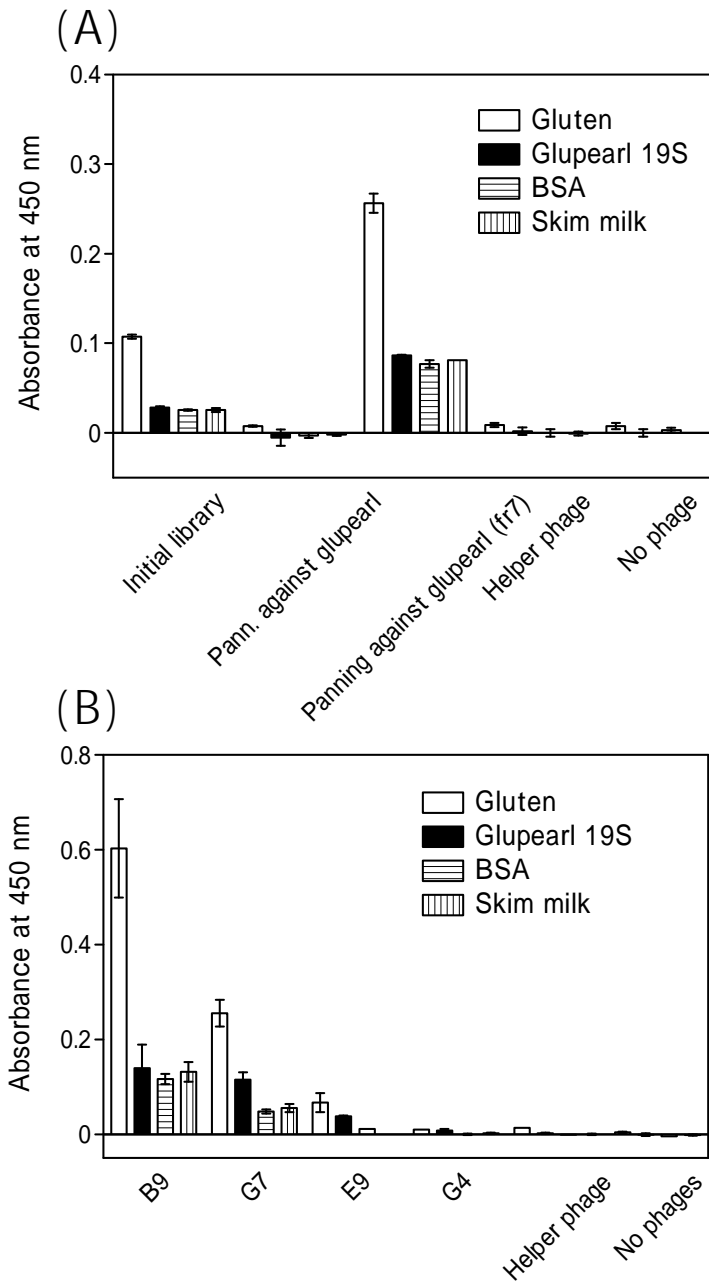 (A)
0.4
0.3
0.2
0.1
0
Absorbance at 450 nm
Gluten
Glupearl 19S
BSA
Skim milk
Initial library
Pann. against glupearl
Panning against glupearl (fr7)
Helper phage
No phage
(B)
0.8
0.6
0.4
0.2
0
Absorbance at 450 nm
Gluten
Glupearl 19S
BSA
Skim milk
B9
G7
E9
G4
Helper phage
No phages